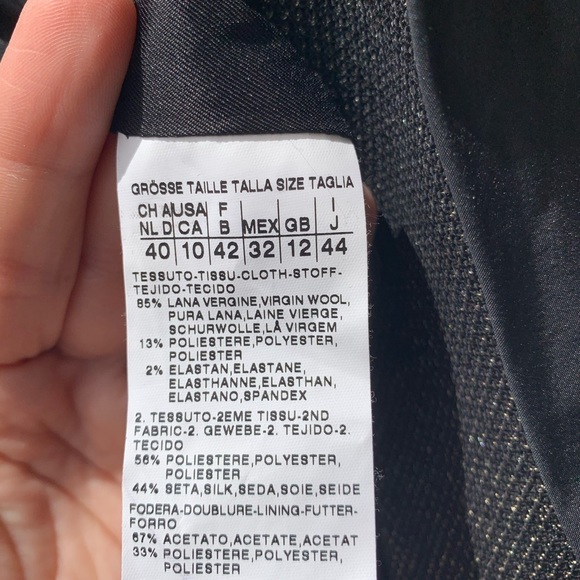 GRÖSSE TAILLE TALLA SIZE TAGLIA
CH A USA F I
NL D CA B MEX GB J
40 10 42 32 12 44
TESSUTO-TISSU-CLOTH-STOFF-
TEJIDO-TECIDO
85% LANA VERGINE,VIRGIN WOOL,
PURA LANA,LAINE VIERGE,
SCHURWOLLE,LÃ VIRGEM
13% POLIESTERE,POLYESTER,
POLIESTER
2% ELASTAN,ELASTANE,
ELASTHANNE,ELASTHAN,
ELASTANO,SPANDEX
2. TESSUTO-2EME TISSU-2ND
FABRIC-2. GEWEBE-2. TEJIDO-2.
TECIDO
56% POLIESTERE,POLYESTER,
POLIESTER
44% SETA,SILK,SEDA,SOIE,SEIDE
FODERA-DOUBLURE-LINING-FUTTER-
FORRO
67% ACETATO,ACETATE,ACETAT
33% POLIESTERE,POLYESTER,
POLIESTER